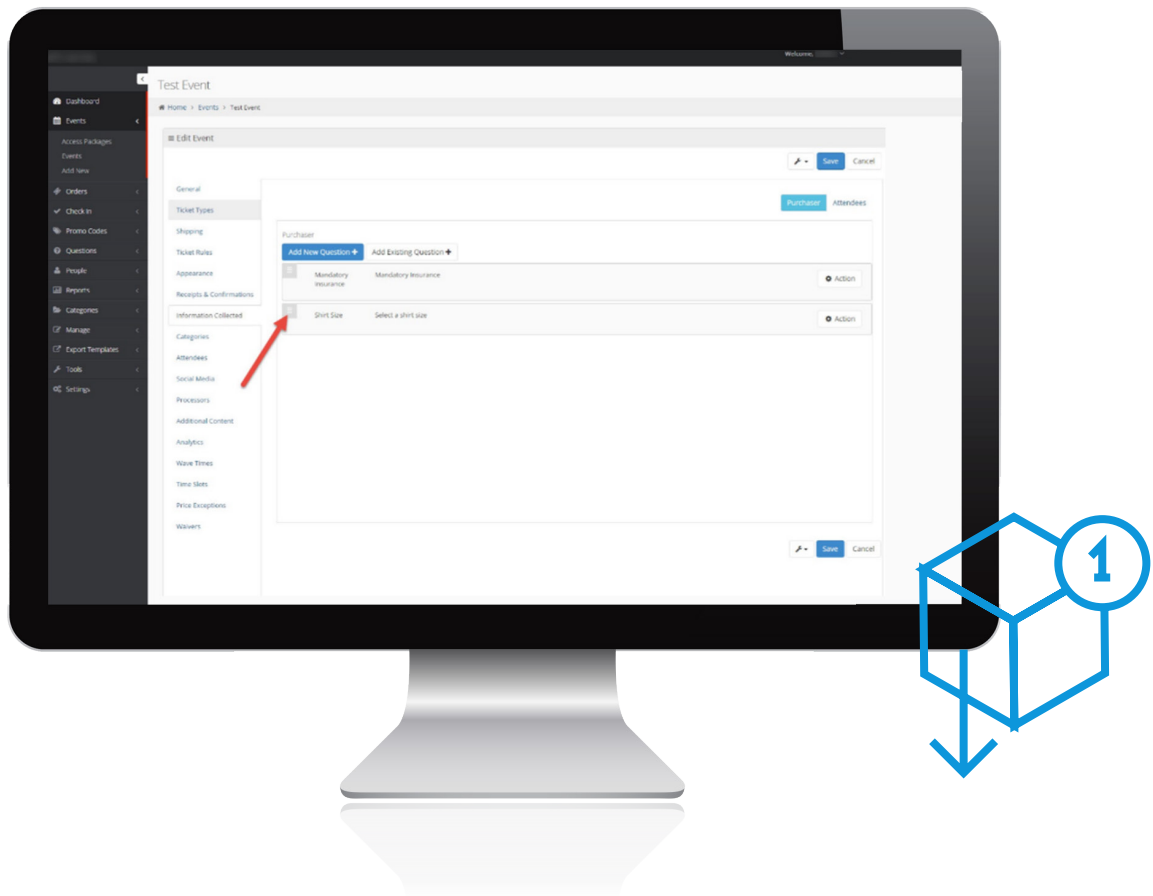 Welcome,
Test Event
Dashboard
Home > Events > Test Event
Events
Edit Event
Access Packages
Events
Add New
Save
Cancel
Orders
Check In
Promo Codes
Questions
People
Reports
Categories
Manage
Export Templates
Tools
Settings
General
Ticket Types
Shipping
Ticket Rules
Appearance
Receipts & Confirmations
Information Collected
Categories
Attendees
Social Media
Processors
Additional Content
Analytics
Wave Times
Time Slots
Price Exceptions
Waivers
Purchaser
Attendees
Purchaser
Add New Question +
Add Existing Question +
Mandatory
Insurance
Mandatory Insurance
Action
Shirt Size
Select a shirt size
Action
Save
Cancel
1